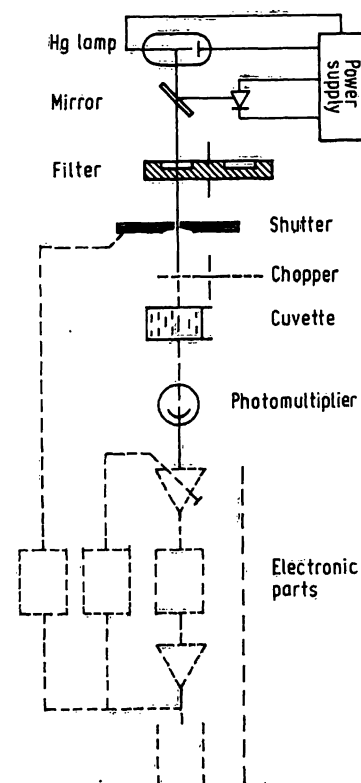 Hg lamp
Power
supply
Mirror
Filter
Shutter
Chopper
Cuvette
Photomultiplier
Electronic
parts